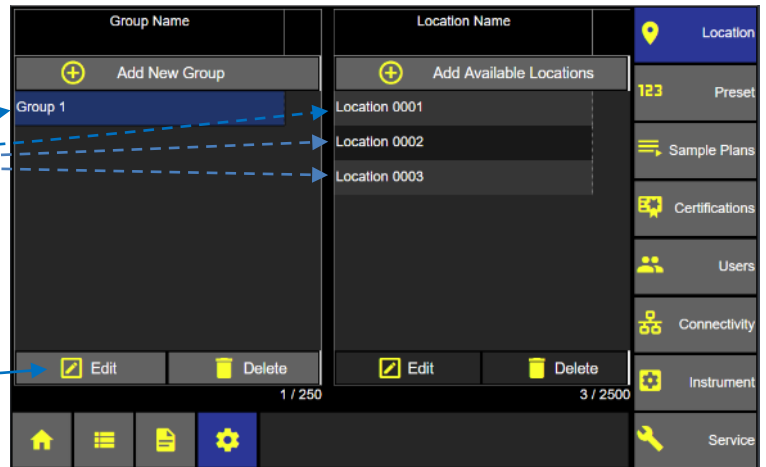 Group Name
Location Name
Location
Add New Group
Add Available Locations
Group 1
Location 0001
123
Preset
Location 0002
Sample Plans
Location 0003
Certifications
Users
Connectivity
Edit
Delete
Edit
Delete
1 / 250
3 / 2500
Instrument
Service